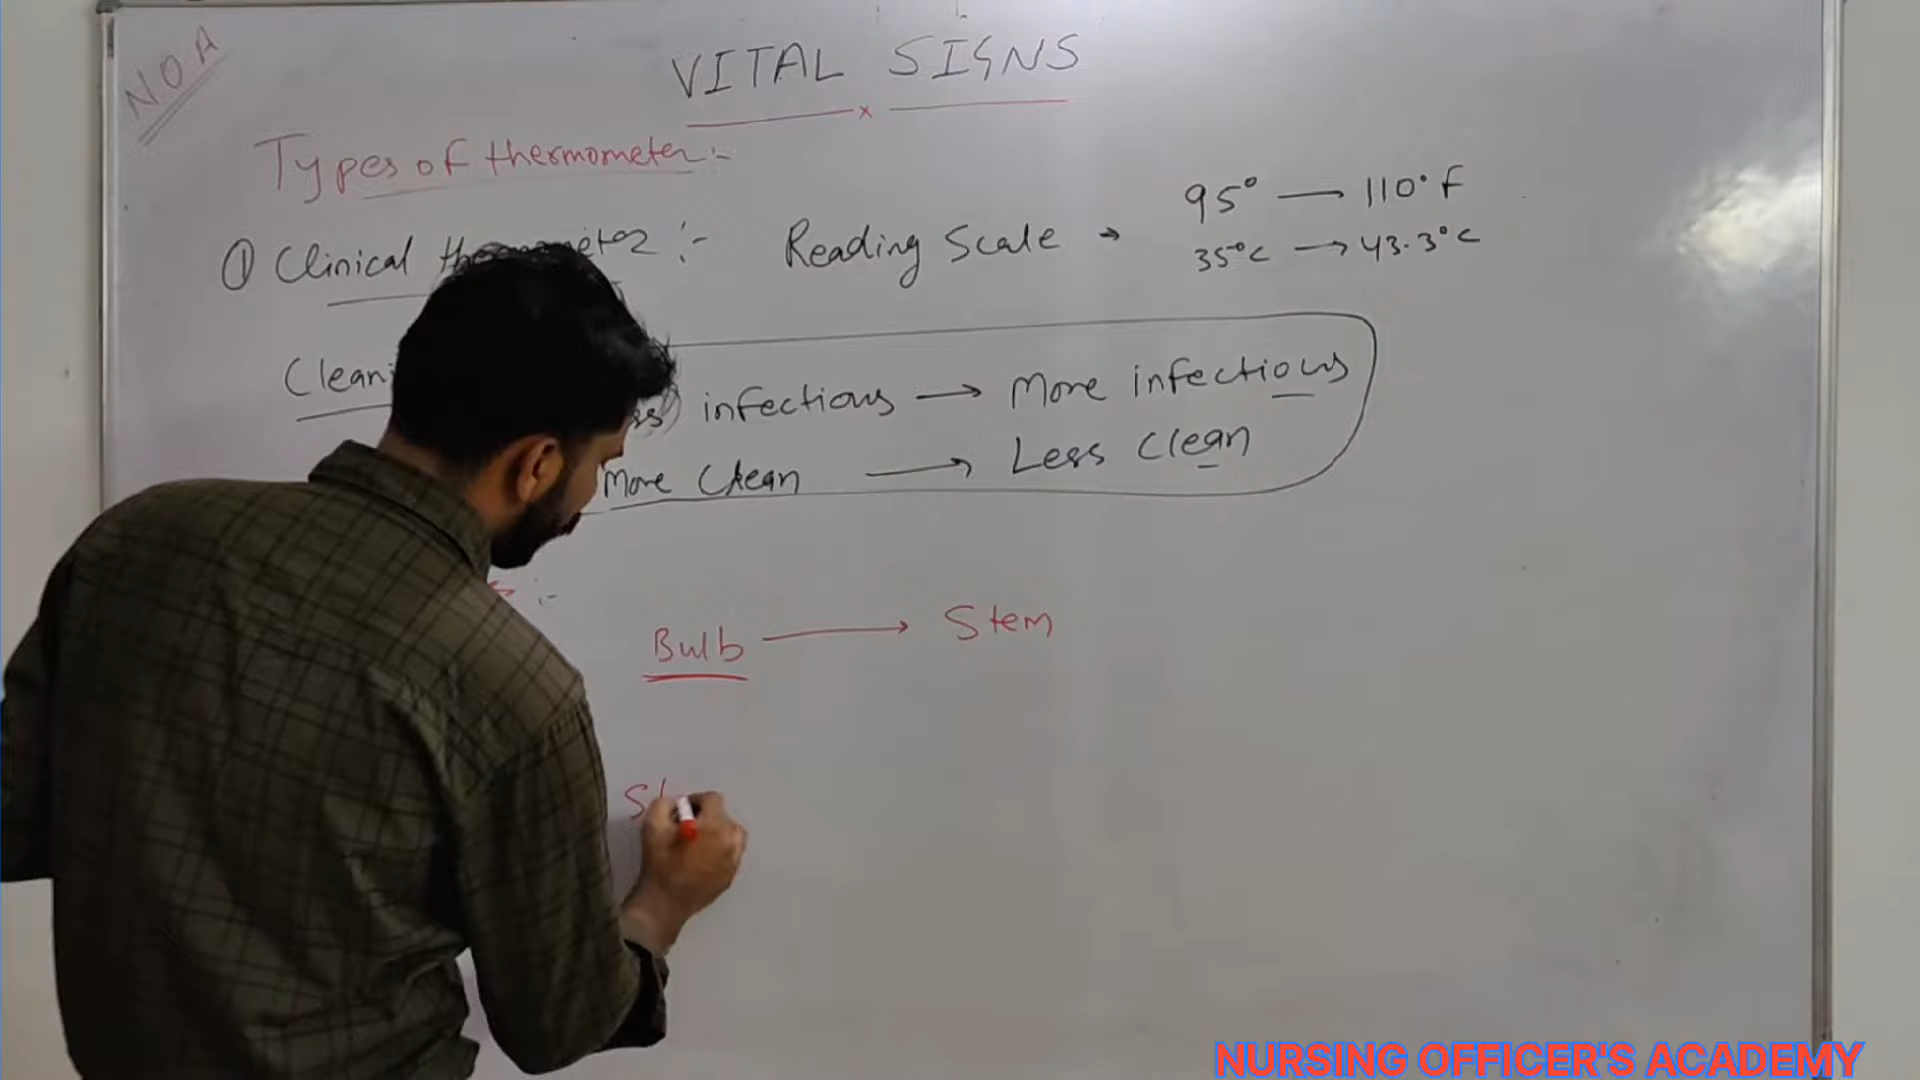 NOA
VITAL SIGNS
Types of thermometer:-
① Clinical :- Reading Scale → 95° — 110°F
35°C → 43.3°C
infectious → More infectious
More Clean → Less clean
:-
Bulb → Stem
NURSING OFFICER'S ACADEMY